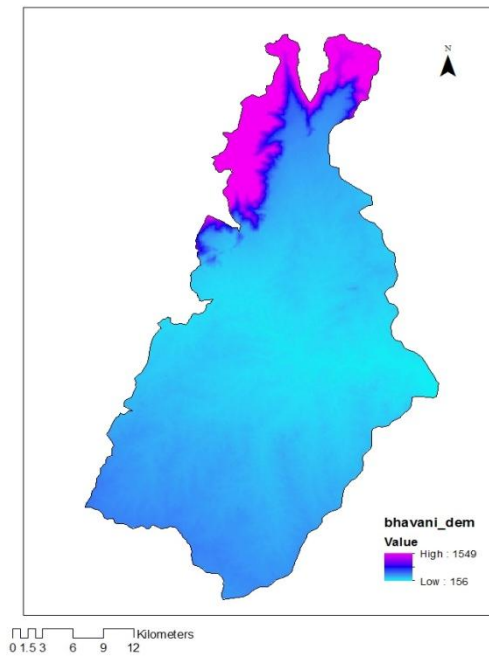 N
bhavani_dem
Value
High : 1549
Low : 156
Kilometers
0 1.5 3 6 9 12